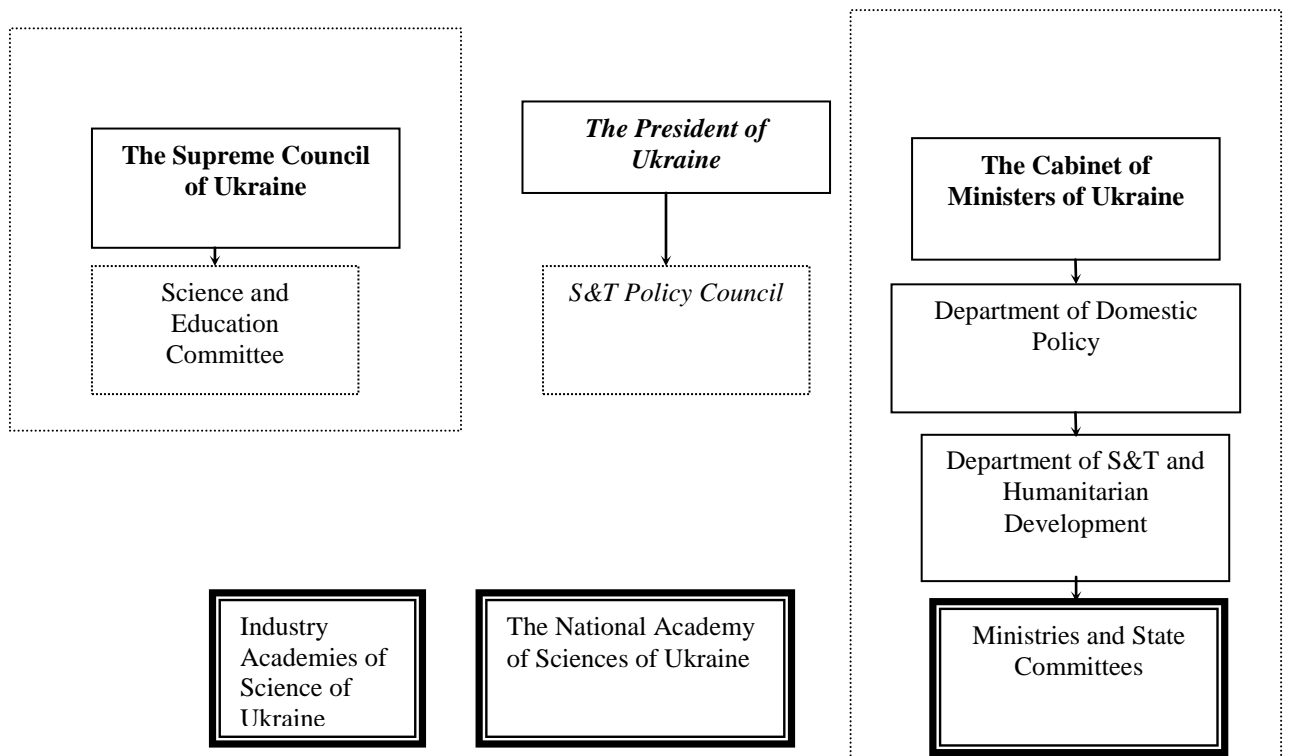 The Supreme Council
of Ukraine
Science and
Education
Committee
The President of
Ukraine
S&T Policy Council
The Cabinet of
Ministers of Ukraine
Department of Domestic
Policy
Department of S&T and
Humanitarian
Development
Industry
Academies of
Science of
Ukraine
The National Academy
of Sciences of Ukraine
Ministries and State
Committees